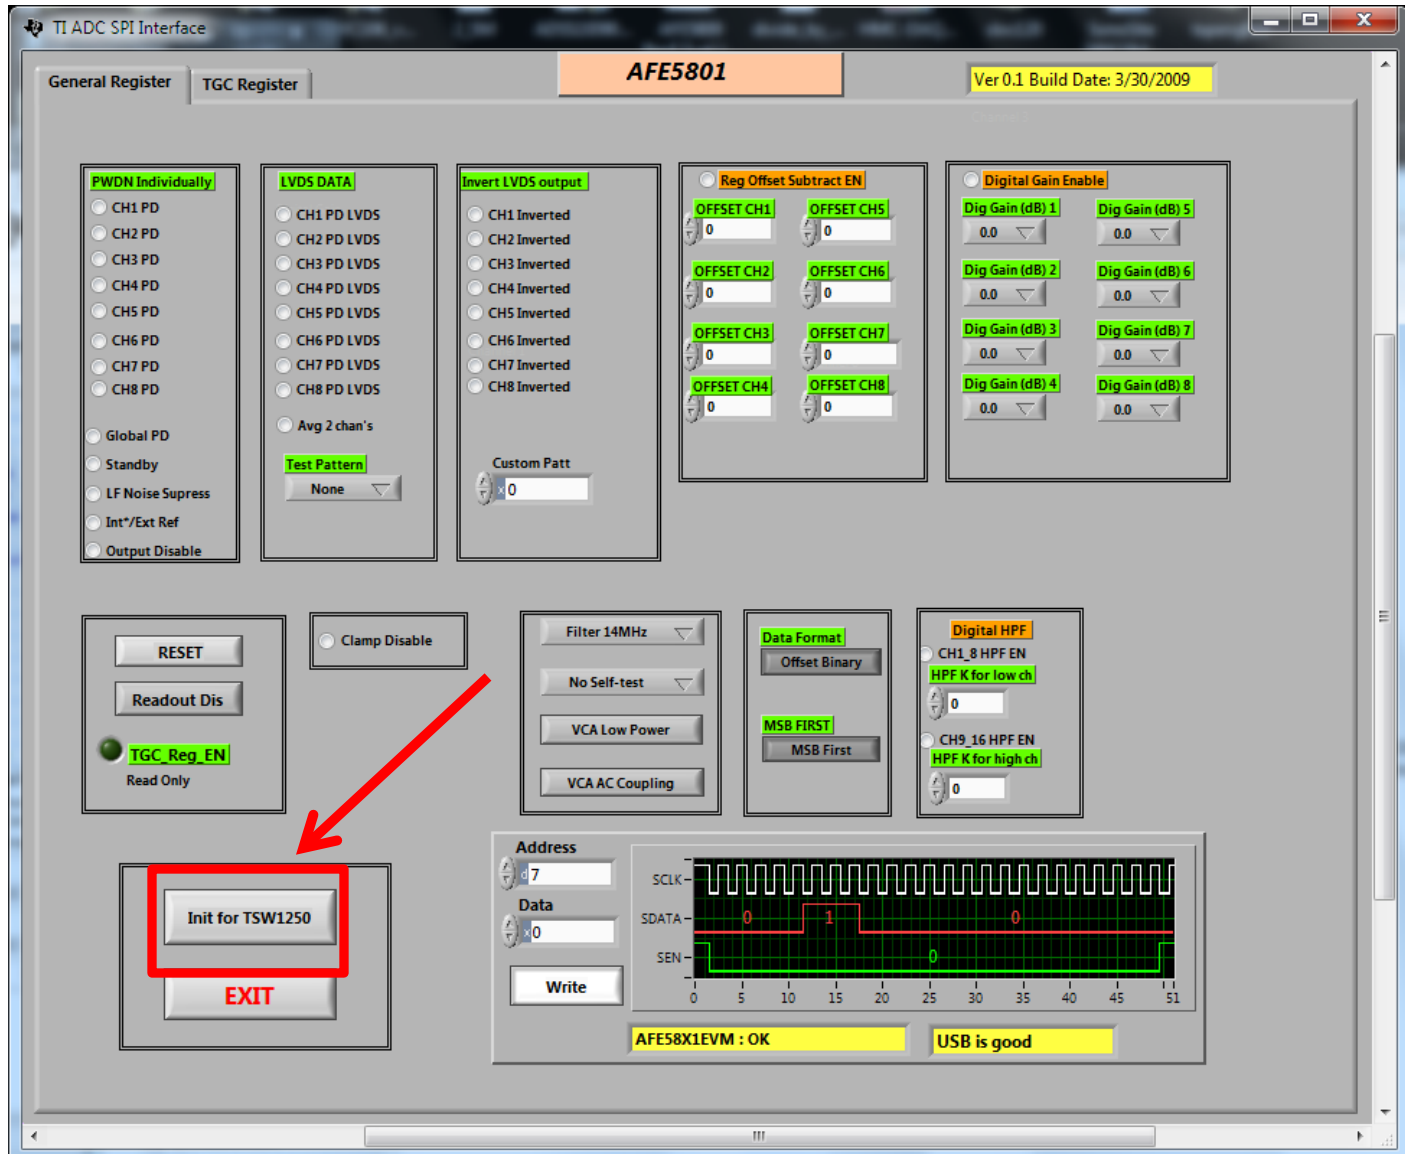 TI ADC SPI Interface
General Register
TGC Register
AFE5801
Ver 0.1 Build Date: 3/30/2009
PWDN Individually
CH1 PD
CH2 PD
CH3 PD
CH4 PD
CH5 PD
CH6 PD
CH7 PD
CH8 PD
Global PD
Standby
LF Noise Supress
Int*/Ext Ref
Output Disable
LVDS DATA
CH1 PD LVDS
CH2 PD LVDS
CH3 PD LVDS
CH4 PD LVDS
CH5 PD LVDS
CH6 PD LVDS
CH7 PD LVDS
CH8 PD LVDS
Avg 2 chan's
Test Pattern
None
Invert LVDS output
CH1 Inverted
CH2 Inverted
CH3 Inverted
CH4 Inverted
CH5 Inverted
CH6 Inverted
CH7 Inverted
CH8 Inverted
Custom Patt
x 0
Reg Offset Subtract EN
OFFSET CH1 OFFSET CH5
0 0
OFFSET CH2 OFFSET CH6
0 0
OFFSET CH3 OFFSET CH7
0 0
OFFSET CH4 OFFSET CH8
0 0
Digital Gain Enable
Dig Gain (dB) 1 Dig Gain (dB) 5
0.0 0.0
Dig Gain (dB) 2 Dig Gain (dB) 6
0.0 0.0
Dig Gain (dB) 3 Dig Gain (dB) 7
0.0 0.0
Dig Gain (dB) 4 Dig Gain (dB) 8
0.0 0.0
RESET
Readout Dis
TGC_Reg_EN
Read Only
Clamp Disable
Filter 14MHz
No Self-test
VCA Low Power
VCA AC Coupling
Data Format
Offset Binary
MSB FIRST
MSB First
Digital HPF
CH1_8 HPF EN
HPF K for low ch
0
CH9_16 HPF EN
HPF K for high ch
0
Init for TSW1250
EXIT
Address
d 7
Data
x 0
Write
SCLK
SDATA 0 1 0
SEN 0
0 5 10 15 20 25 30 35 40 45 51
AFE58X1EVM : OK
USB is good